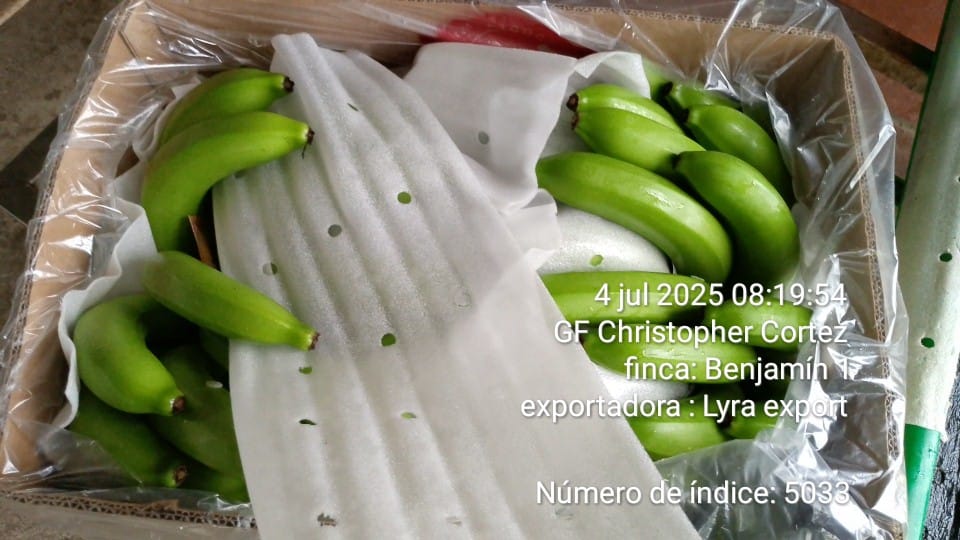 4 jul 2025 08:19:54
GF Christopher Cortez
finca: Benjamín 1
exportadora : Lyra export
Número de índice: 5033